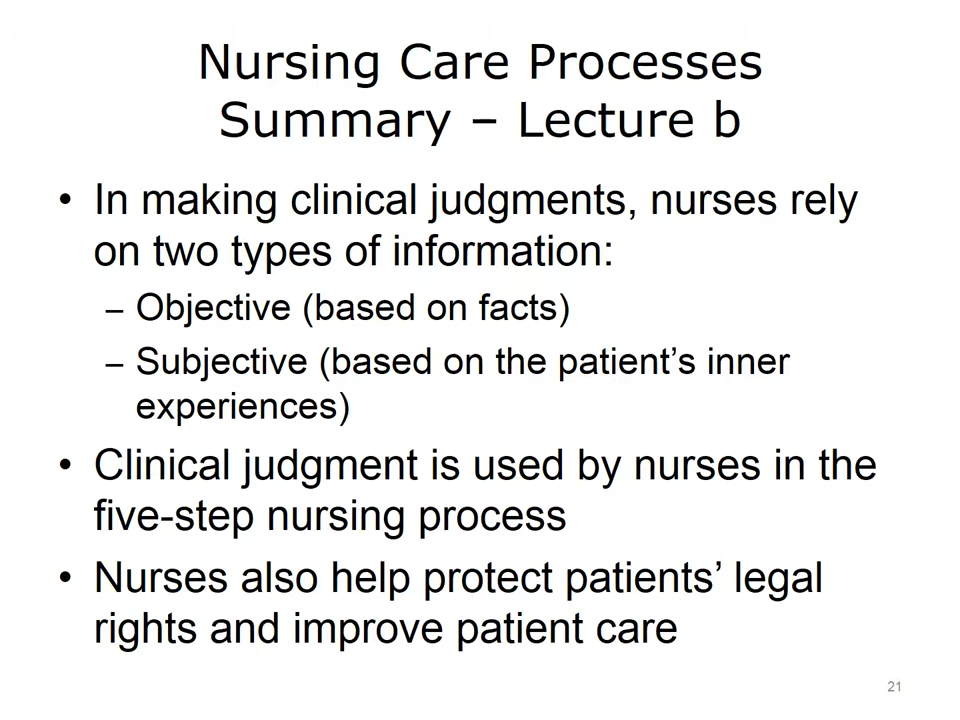 Nursing Care Processes
Summary – Lecture b
• In making clinical judgments, nurses rely
on two types of information:
– Objective (based on facts)
– Subjective (based on the patient’s inner
experiences)
• Clinical judgment is used by nurses in the
five-step nursing process
• Nurses also help protect patients’ legal
rights and improve patient care
21